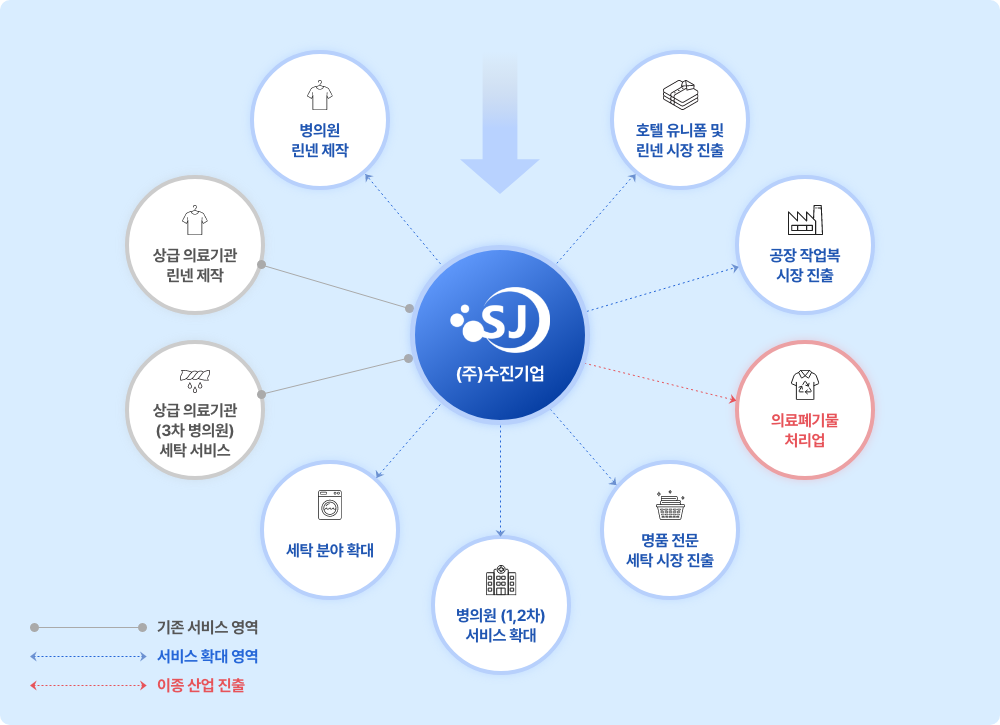 병의원
린넨 제작
호텔 유니폼 및
린넨 시장 진출
상급 의료기관
린넨 제작
공장 작업복
시장 진출
SJ
(주)수진기업
상급 의료기관
(3차 병의원)
세탁 서비스
의료폐기물
처리업
세탁 분야 확대
명품 전문
세탁 시장 진출
병의원 (1,2차)
서비스 확대
기존 서비스 영역
서비스 확대 영역
이종 산업 진출